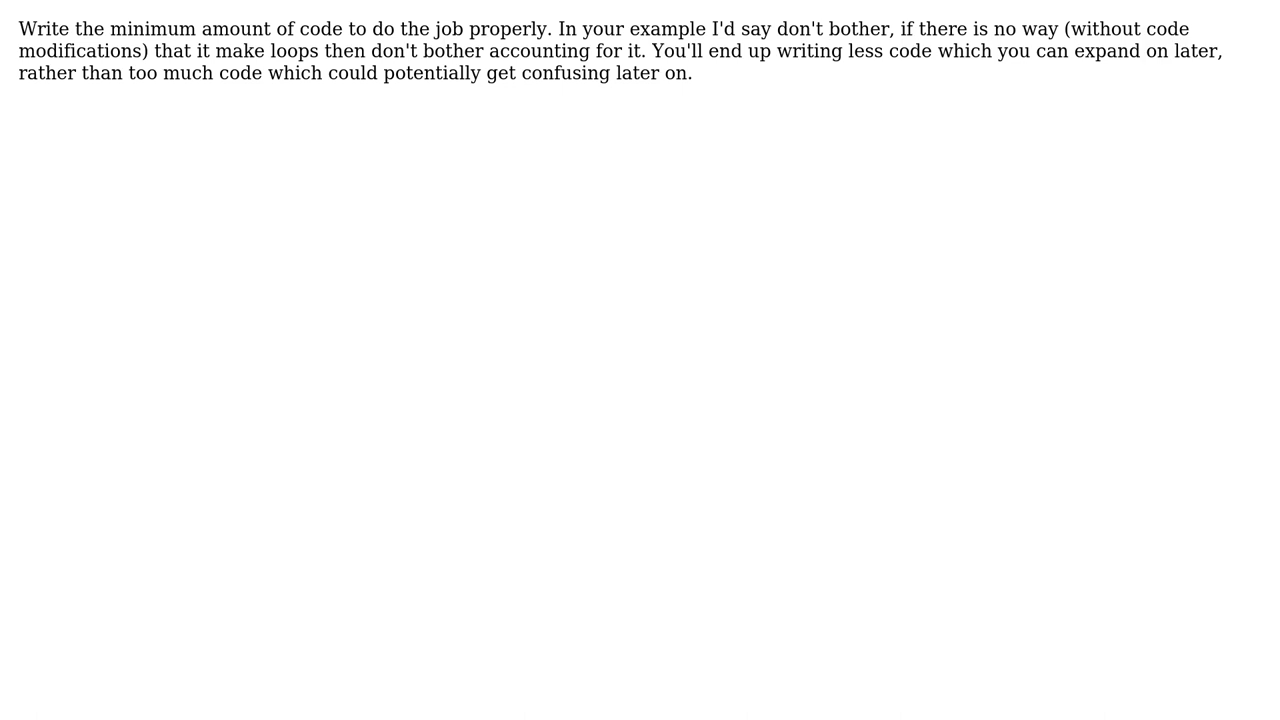 Write the minimum amount of code to do the job properly. In your example I'd say don't bother, if there is no way (without code
modifications) that it make loops then don't bother accounting for it. You'll end up writing less code which you can expand on later,
rather than too much code which could potentially get confusing later on.